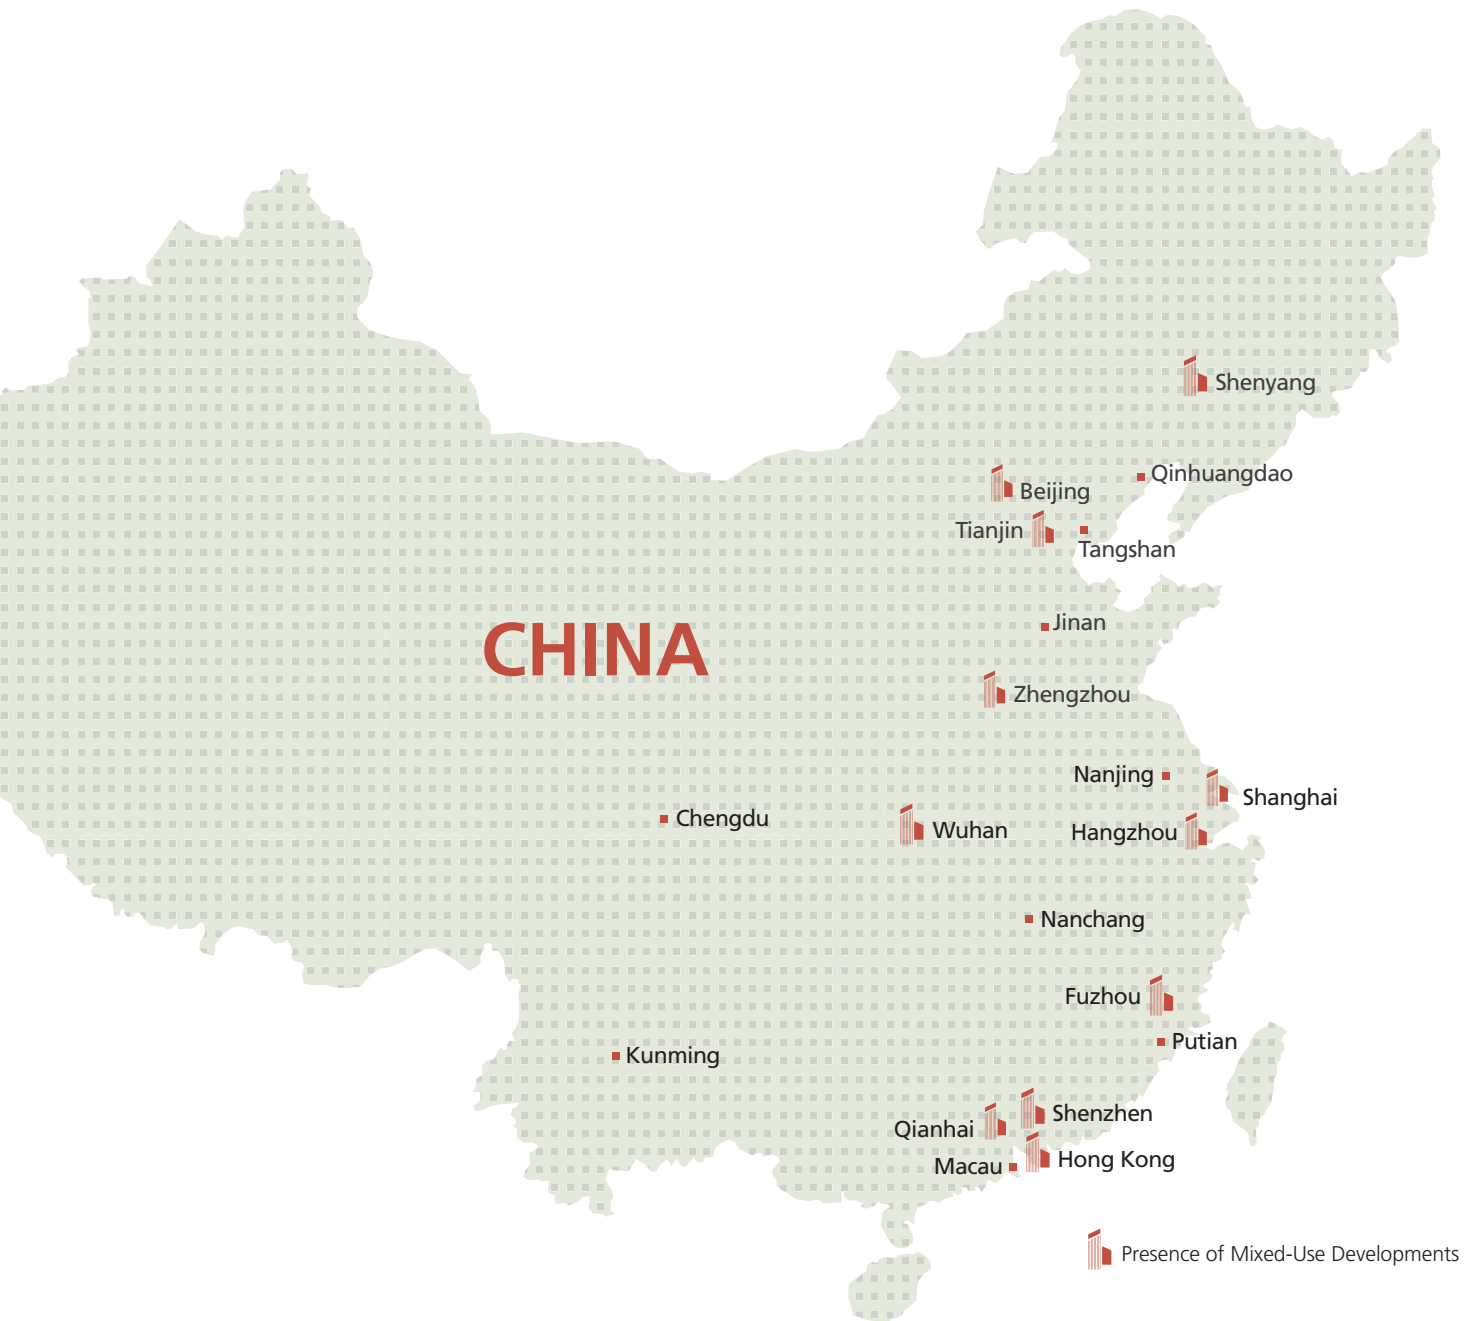 Shenyang
Qinhuangdao
Beijing
Tianjin
Tangshan
Jinan
CHINA
Zhengzhou
Nanjing
Shanghai
Chengdu
Wuhan
Hangzhou
Nanchang
Fuzhou
Putian
Kunming
Shenzhen
Qianhai
Hong Kong
Macau
Presence of Mixed-Use Developments